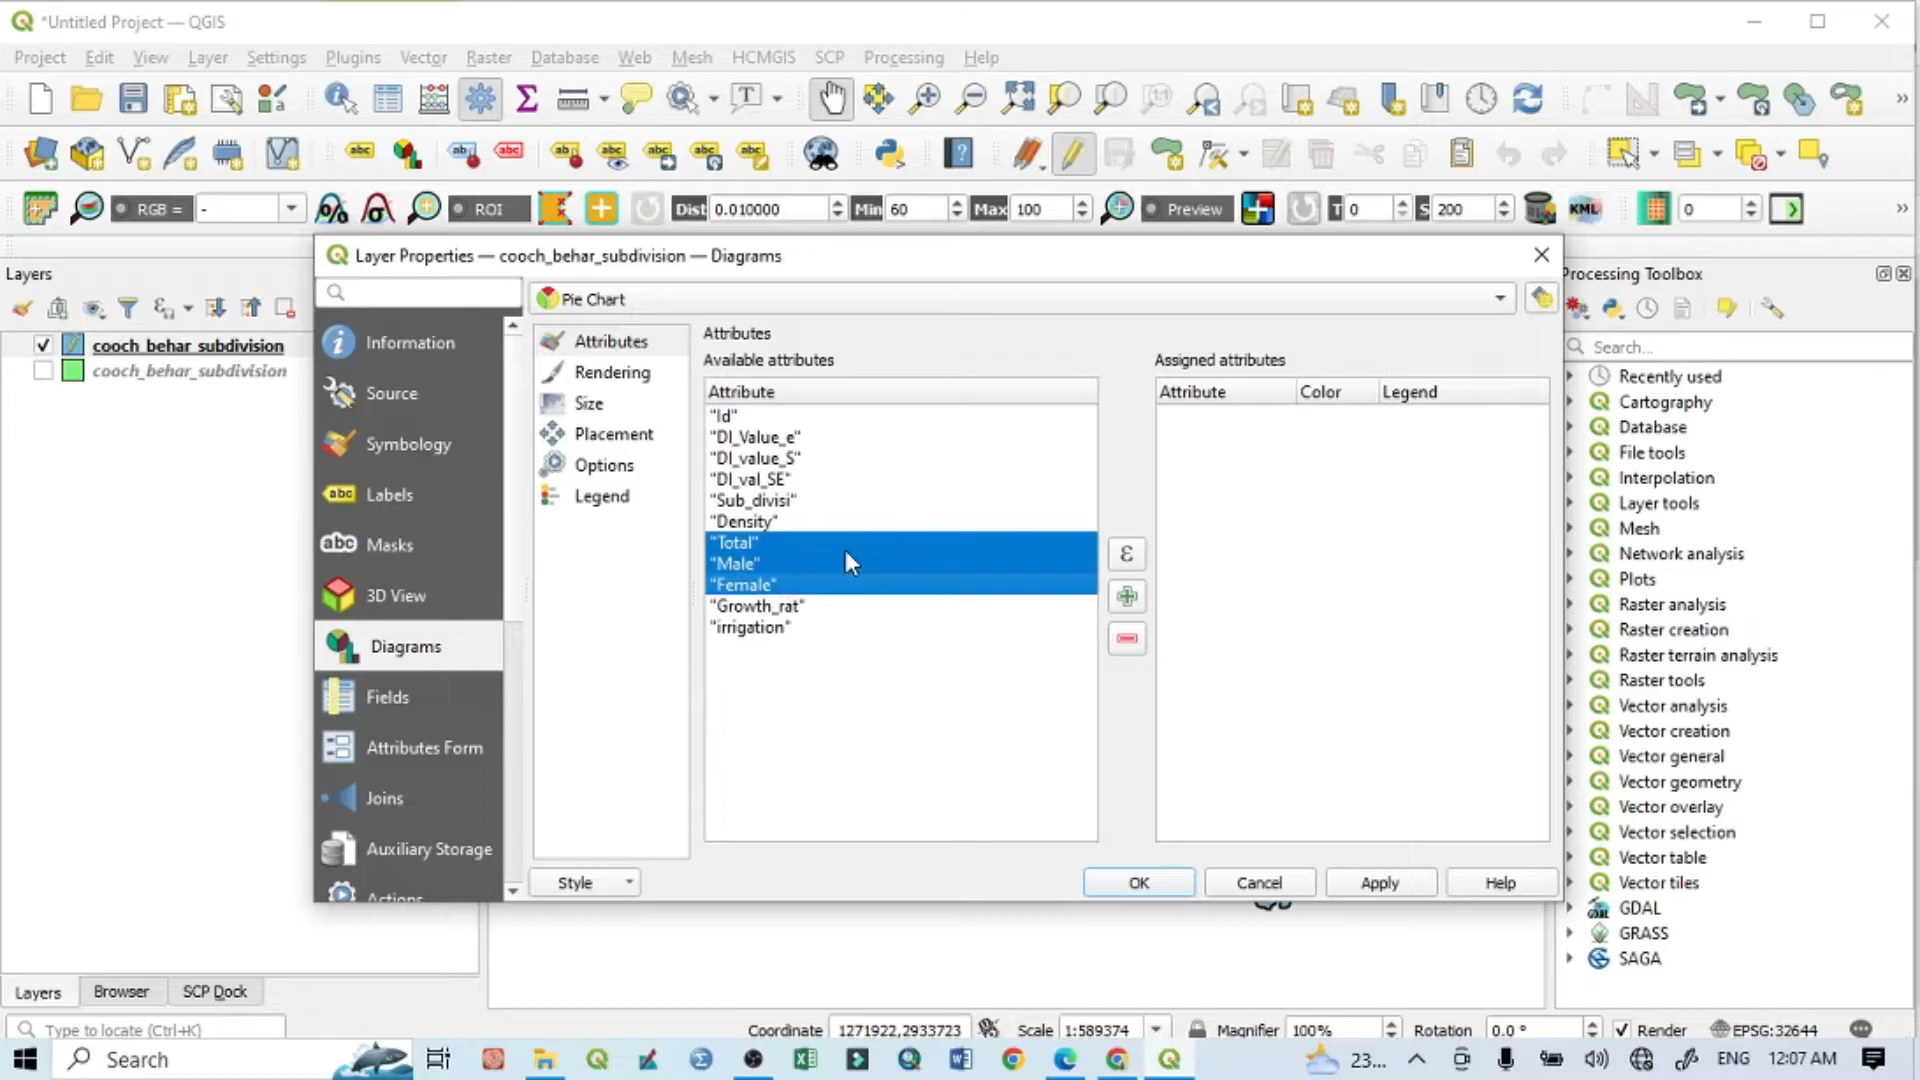 *Untitled Project — QGIS
Project Edit View Layer Settings Plugins Vector Raster Database Web Mesh HCMGIS SCP Processing Help
RGB = - ROI Dist 0.010000 Min 60 Max 100 Preview T 0 S 200 KML 0
Layers
cooch_behar_subdivision
cooch_behar_subdivision
Layer Properties — cooch_behar_subdivision — Diagrams
Information
Source
Symbology
Labels
Masks
3D View
Diagrams
Fields
Attributes Form
Joins
Auxiliary Storage
Actions
Pie Chart
Attributes
Rendering
Size
Placement
Options
Legend
Attributes
Available attributes
Attribute
"Id"
"DI_Value_e"
"DI_value_S"
"DI_val_SE"
"Sub_divisi"
"Density"
"Total"
"Male"
"Female"
"Growth_rat"
"irrigation"
ε
Assigned attributes
Attribute Color Legend
Style OK Cancel Apply Help
Processing Toolbox
Search...
Recently used
Cartography
Database
File tools
Interpolation
Layer tools
Mesh
Network analysis
Plots
Raster analysis
Raster creation
Raster terrain analysis
Raster tools
Vector analysis
Vector creation
Vector general
Vector geometry
Vector overlay
Vector selection
Vector table
Vector tiles
GDAL
GRASS
SAGA
Layers Browser SCP Dock
Type to locate (Ctrl+K) Coordinate 1271922,2933723 Scale 1:589374 Magnifier 100% Rotation 0.0 ° Render EPSG:32644
Search 23... ENG 12:07 AM